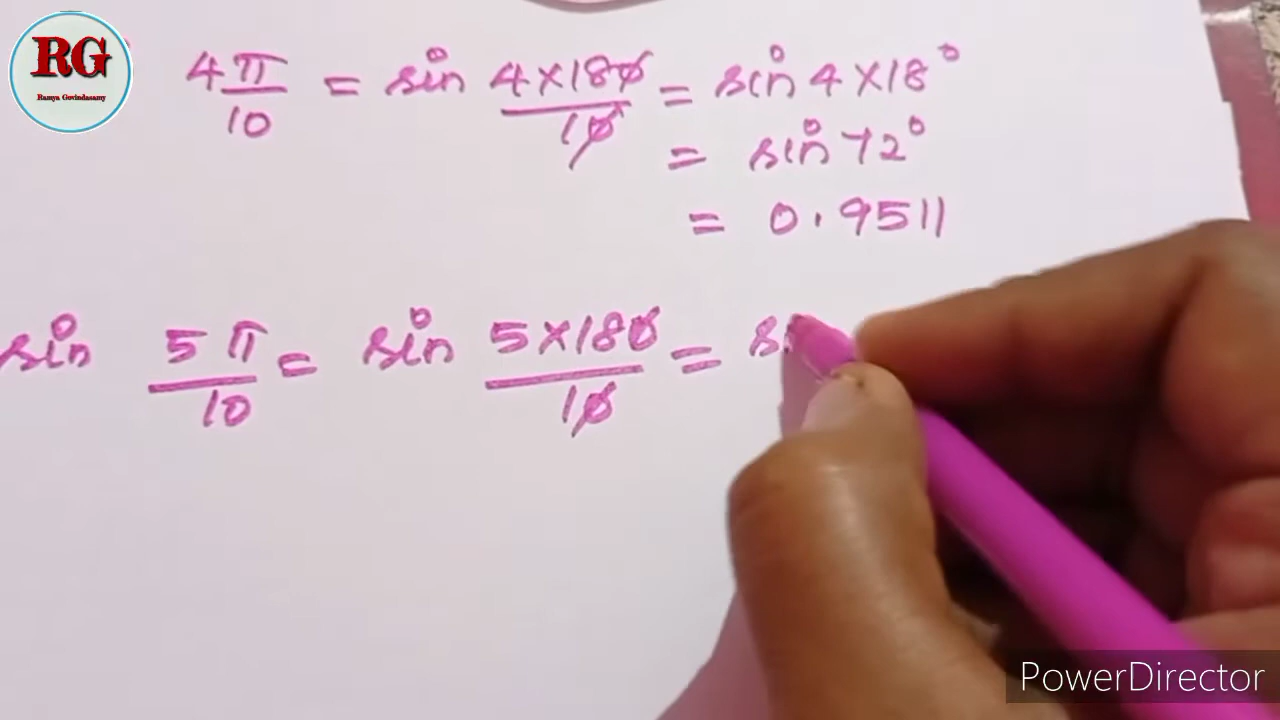 RG
Ramya Govindasamy
4π/10 = sin 4×180/10 = sin 4×18°
= sin 72°
= 0.9511
sin 5π/10 = sin 5×180/10 = s
PowerDirector